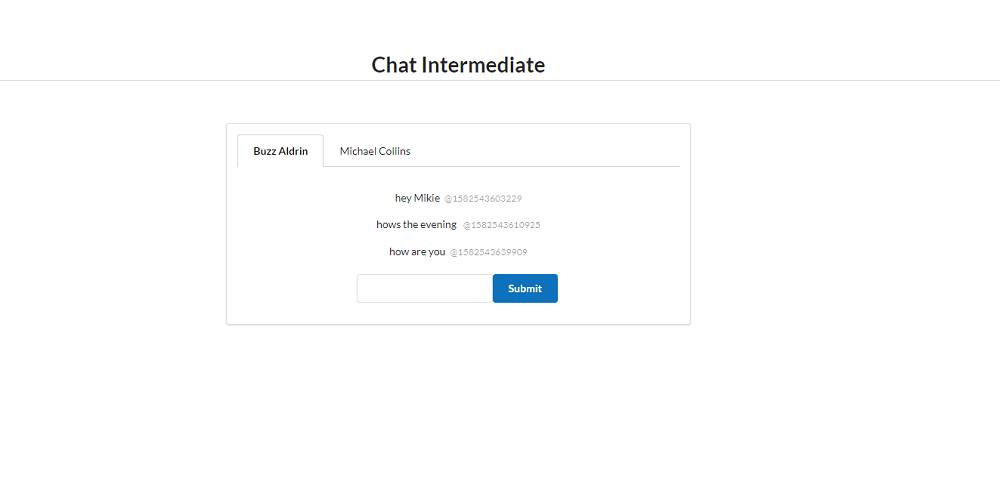 Chat Intermediate
Buzz Aldrin Michael Collins
hey Mikie @1582543603229
hows the evening @1582543610925
how are you @1582543639909
Submit